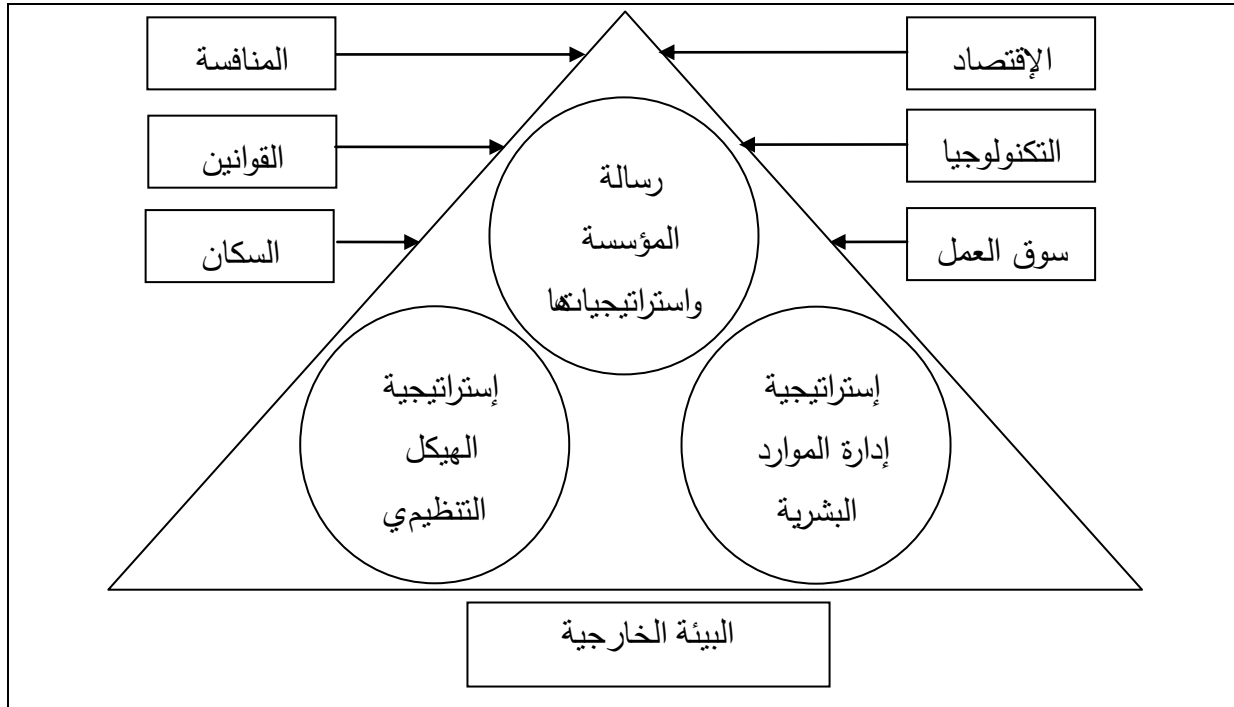 الإقتصاد
المنافسة
التكنولوجيا
القوانين
سوق العمل
السكان
رسالة
المؤسسة
واستراتيجياتها
إستراتيجية
إدارة الموارد
البشرية
إستراتيجية
الهيكل
التنظيمي
البيئة الخارجية